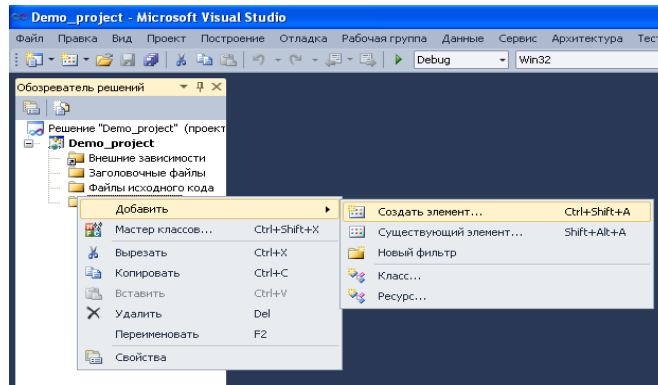 Demo_project - Microsoft Visual Studio
Файл Правка Вид Проект Построение Отладка Рабочая группа Данные Сервис Архитектура Тес
Debug Win32
Обозреватель решений
Решение "Demo_project" (проект
Demo_project
Внешние зависимости
Заголовочные файлы
Файлы исходного кода
Добавить
Мастер классов... Ctrl+Shift+X
Вырезать Ctrl+X
Копировать Ctrl+C
Вставить Ctrl+V
Удалить Del
Переименовать F2
Свойства
Создать элемент... Ctrl+Shift+A
Существующий элемент... Shift+Alt+A
Новый фильтр
Класс...
Ресурс...